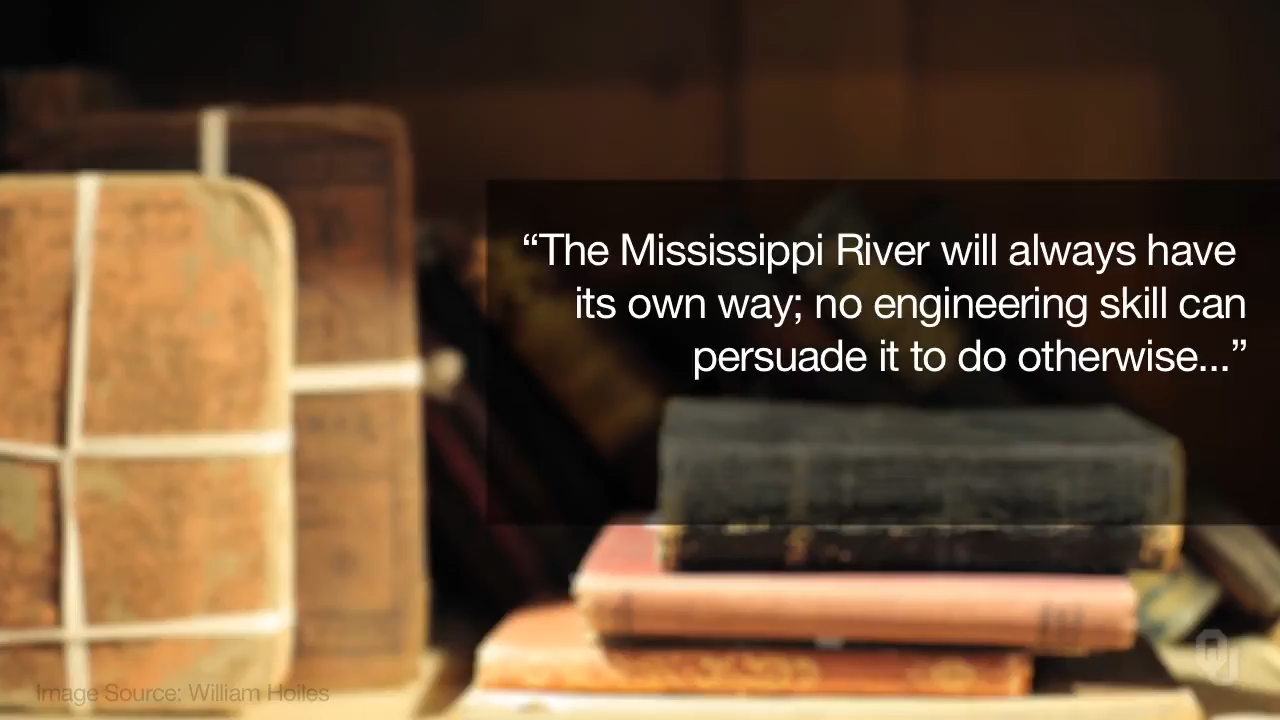 “The Mississippi River will always have
its own way; no engineering skill can
persuade it to do otherwise...”
Image Source: William Hoiles